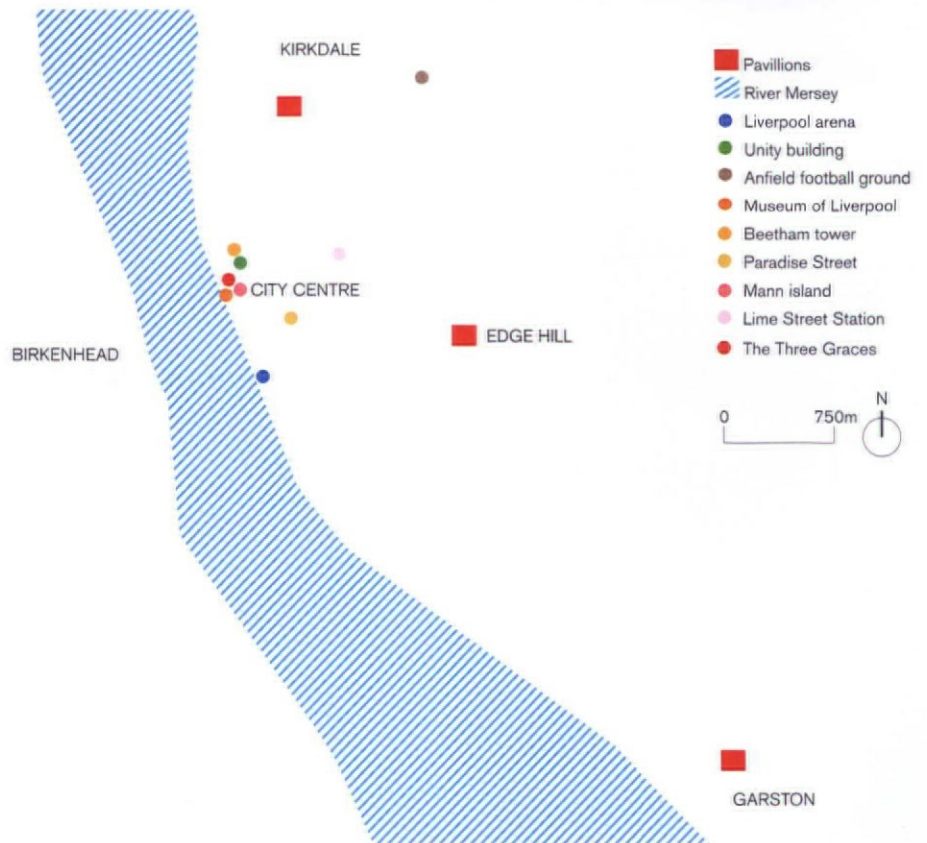 KIRKDALE
CITY CENTRE
BIRKENHEAD
EDGE HILL
GARSTON
Pavillions
River Mersey
Liverpool arena
Unity building
Anfield football ground
Museum of Liverpool
Beetham tower
Paradise Street
Mann island
Lime Street Station
The Three Graces
0 750m N